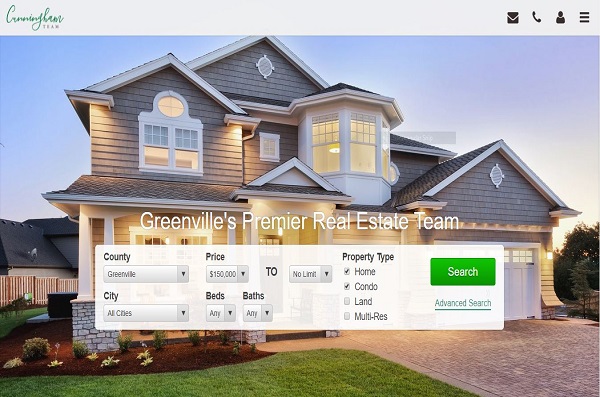 Cunningham
TEAM
Greenville's Premier Real Estate Team
County Price Property Type
Greenville $150,000 TO No Limit Home Search
Condo
City Beds Baths Land Advanced Search
All Cities Any Any Multi-Res